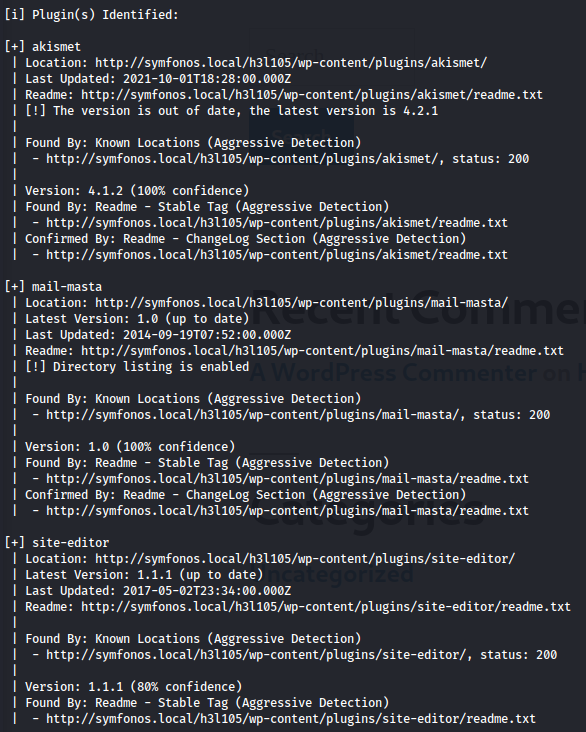 [i] Plugin(s) Identified:
[+] akismet
| Location: http://symfonos.local/h3l105/wp-content/plugins/akismet/
| Last Updated: 2021-10-01T18:28:00.000Z
| Readme: http://symfonos.local/h3l105/wp-content/plugins/akismet/readme.txt
| [!] The version is out of date, the latest version is 4.2.1
|
| Found By: Known Locations (Aggressive Detection)
|  - http://symfonos.local/h3l105/wp-content/plugins/akismet/, status: 200
|
| Version: 4.1.2 (100% confidence)
| Found By: Readme - Stable Tag (Aggressive Detection)
|  - http://symfonos.local/h3l105/wp-content/plugins/akismet/readme.txt
| Confirmed By: Readme - ChangeLog Section (Aggressive Detection)
|  - http://symfonos.local/h3l105/wp-content/plugins/akismet/readme.txt
[+] mail-masta
| Location: http://symfonos.local/h3l105/wp-content/plugins/mail-masta/
| Latest Version: 1.0 (up to date)
| Last Updated: 2014-09-19T07:52:00.000Z
| Readme: http://symfonos.local/h3l105/wp-content/plugins/mail-masta/readme.txt
| [!] Directory listing is enabled
|
| Found By: Known Locations (Aggressive Detection)
|  - http://symfonos.local/h3l105/wp-content/plugins/mail-masta/, status: 200
|
| Version: 1.0 (100% confidence)
| Found By: Readme - Stable Tag (Aggressive Detection)
|  - http://symfonos.local/h3l105/wp-content/plugins/mail-masta/readme.txt
| Confirmed By: Readme - ChangeLog Section (Aggressive Detection)
|  - http://symfonos.local/h3l105/wp-content/plugins/mail-masta/readme.txt
[+] site-editor
| Location: http://symfonos.local/h3l105/wp-content/plugins/site-editor/
| Latest Version: 1.1.1 (up to date)
| Last Updated: 2017-05-02T23:34:00.000Z
| Readme: http://symfonos.local/h3l105/wp-content/plugins/site-editor/readme.txt
|
| Found By: Known Locations (Aggressive Detection)
|  - http://symfonos.local/h3l105/wp-content/plugins/site-editor/, status: 200
|
| Version: 1.1.1 (80% confidence)
| Found By: Readme - Stable Tag (Aggressive Detection)
|  - http://symfonos.local/h3l105/wp-content/plugins/site-editor/readme.txt
Search
Search
Recent Comme
A WordPress Commenter on H
Categories
Uncategorized